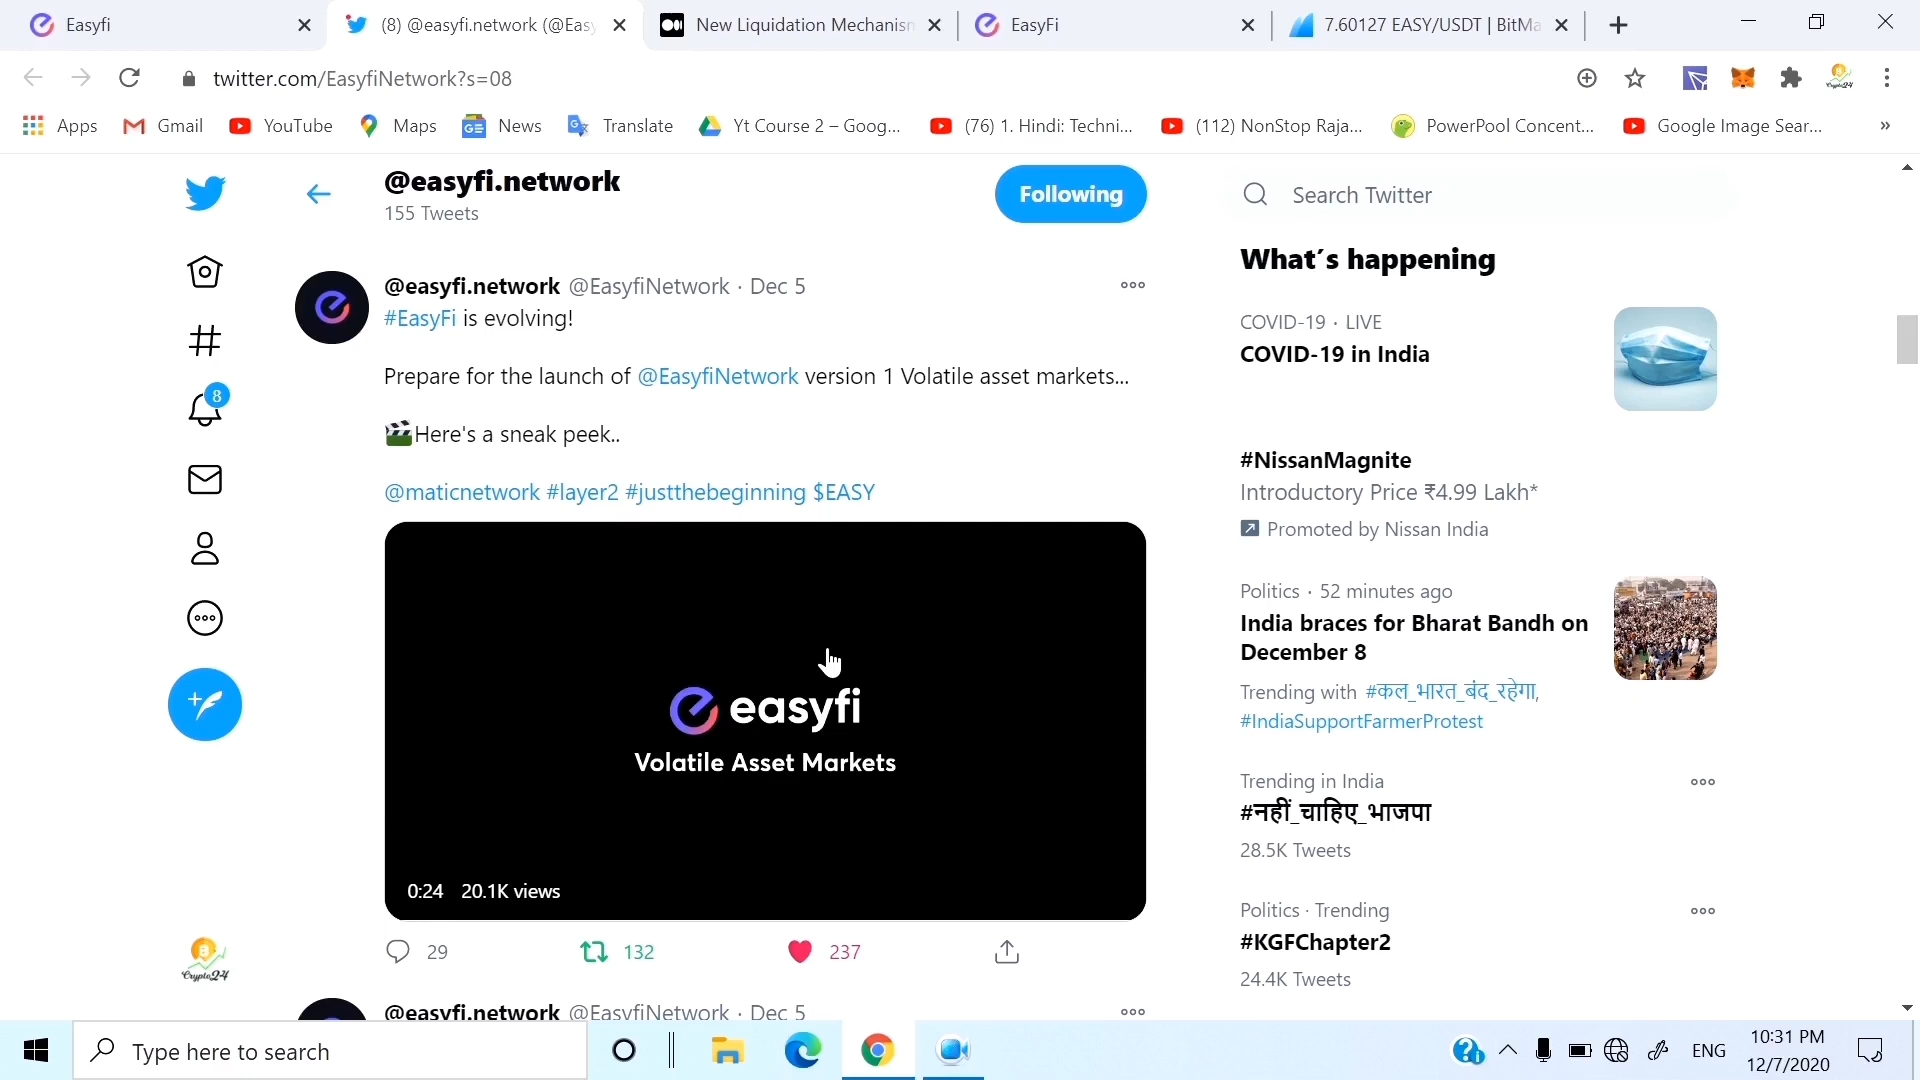 Easyfi
(8) @easyfi.network (@Easy
New Liquidation Mechanism
EasyFi
7.60127 EASY/USDT | BitMa
twitter.com/EasyfiNetwork?s=08
Apps
Gmail
YouTube
Maps
News
Translate
Yt Course 2 – Goog...
(76) 1. Hindi: Techni...
(112) NonStop Raja...
PowerPool Concent...
Google Image Sear...
»
@easyfi.network
155 Tweets
Following
Search Twitter
8
@easyfi.network @EasyfiNetwork · Dec 5
#EasyFi is evolving!
Prepare for the launch of @EasyfiNetwork version 1 Volatile asset markets...
Here's a sneak peek..
@maticnetwork #layer2 #justthebeginning $EASY
easyfi
Volatile Asset Markets
0:24 20.1K views
29
132
237
@easyfi.network @EasyfiNetwork · Dec 5
What's happening
COVID-19 · LIVE
COVID-19 in India
#NissanMagnite
Introductory Price ₹4.99 Lakh*
Promoted by Nissan India
Politics · 52 minutes ago
India braces for Bharat Bandh on
December 8
Trending with #कल_भारत_बंद_रहेगा,
#IndiaSupportFarmerProtest
Trending in India
#नहीं_चाहिए_भाजपा
28.5K Tweets
Politics · Trending
#KGFChapter2
24.4K Tweets
Crypto24
Type here to search
ENG
10:31 PM
12/7/2020